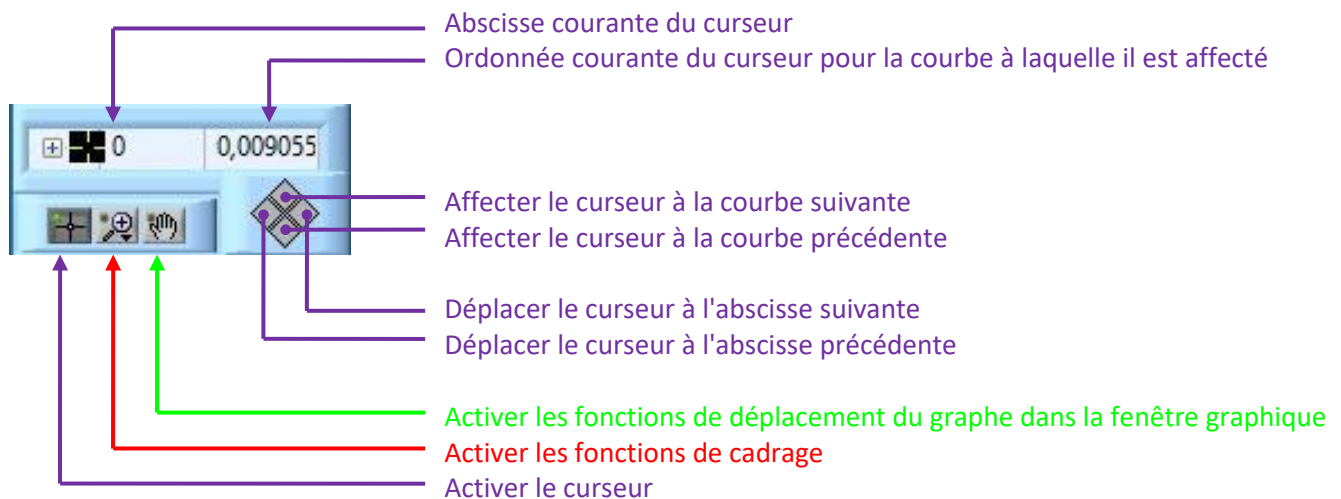 Abscisse courante du curseur
Ordonnée courante du curseur pour la courbe à laquelle il est affecté
0 0,009055
Affecter le curseur à la courbe suivante
Affecter le curseur à la courbe précédente
Déplacer le curseur à l'abscisse suivante
Déplacer le curseur à l'abscisse précédente
Activer les fonctions de déplacement du graphe dans la fenêtre graphique
Activer les fonctions de cadrage
Activer le curseur